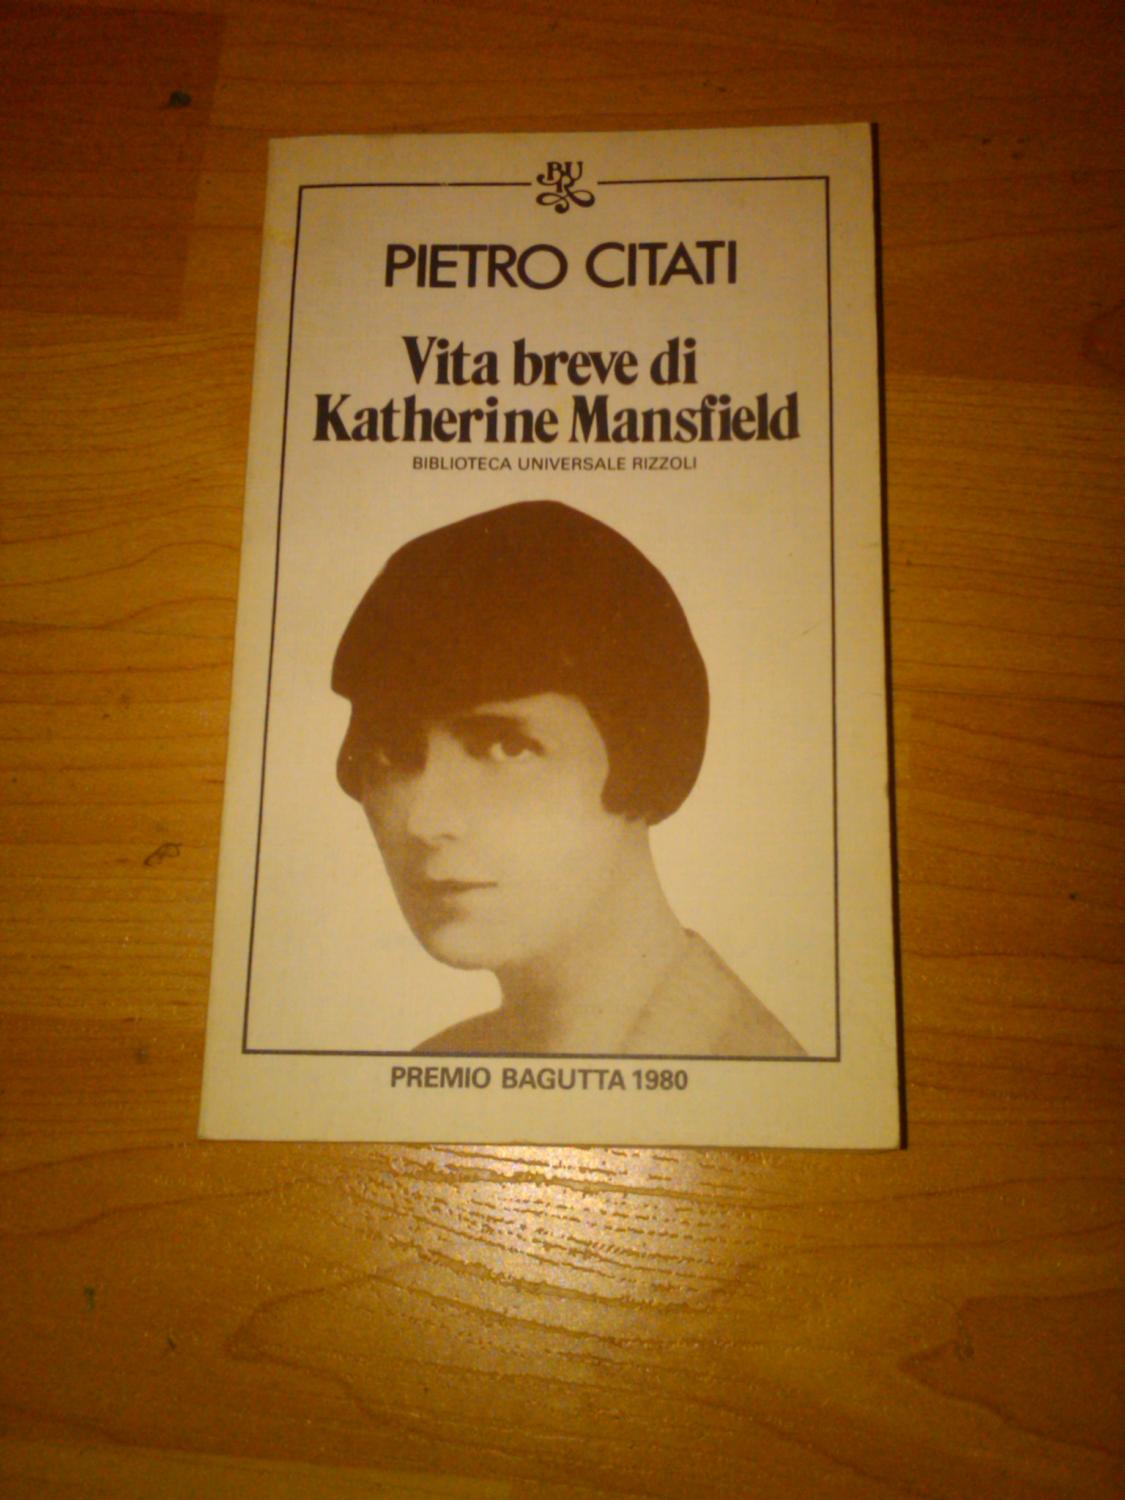 BUR
PIETRO CITATI
Vita breve di
Katherine Mansfield
BIBLIOTECA UNIVERSALE RIZZOLI
PREMIO BAGUTTA 1980